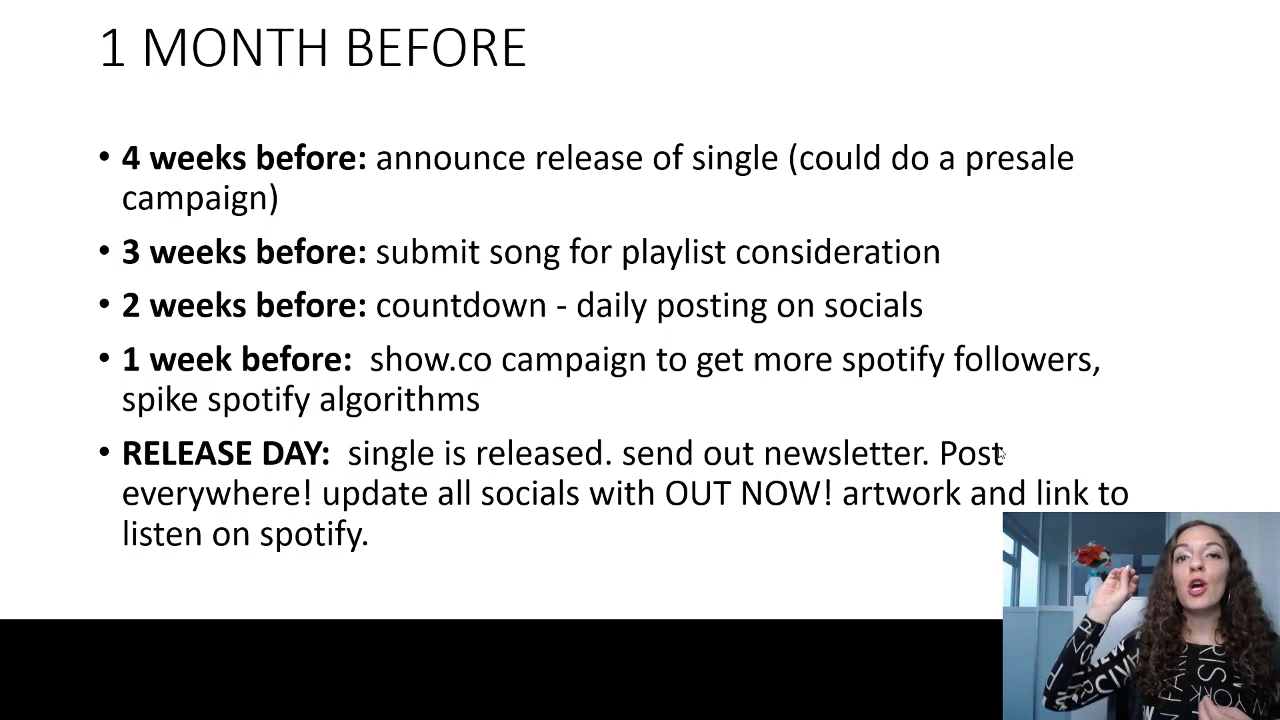 1 MONTH BEFORE
• 4 weeks before: announce release of single (could do a presale
campaign)
• 3 weeks before: submit song for playlist consideration
• 2 weeks before: countdown - daily posting on socials
• 1 week before:  show.co campaign to get more spotify followers,
spike spotify algorithms
• RELEASE DAY:  single is released. send out newsletter. Post
everywhere! update all socials with OUT NOW! artwork and link to
listen on spotify.